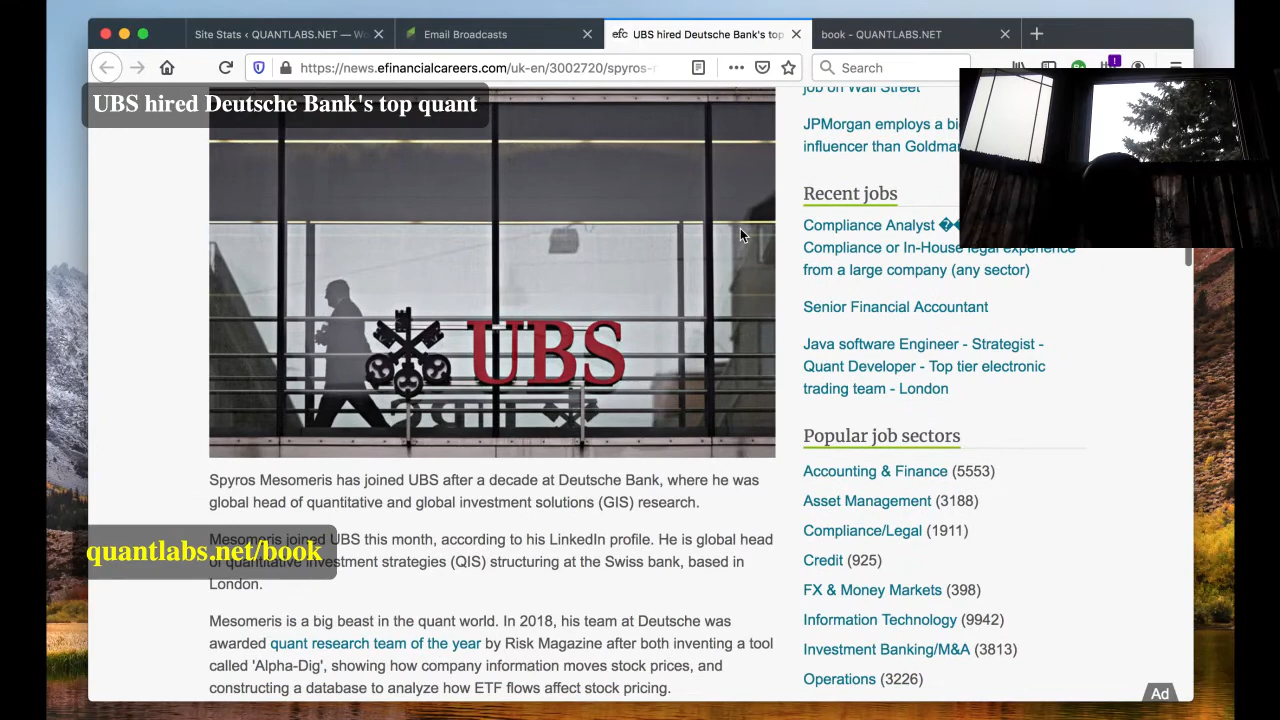 Site Stats ‹ QUANTLABS.NET — Wo
Email Broadcasts
efc UBS hired Deutsche Bank's top
book - QUANTLABS.NET
https://news.efinancialcareers.com/uk-en/3002720/spyros-
Search
UBS hired Deutsche Bank's top quant
job on Wall Street
JPMorgan employs a
influencer than Goldman
Recent jobs
Compliance Analyst
Compliance or In-House legal experience
from a large company (any sector)
Senior Financial Accountant
Java software Engineer - Strategist -
Quant Developer - Top tier electronic
trading team - London
Popular job sectors
Accounting & Finance (5553)
Asset Management (3188)
Compliance/Legal (1911)
Credit (925)
FX & Money Markets (398)
Information Technology (9942)
Investment Banking/M&A (3813)
Operations (3226)
UBS
Spyros Mesomeris has joined UBS after a decade at Deutsche Bank, where he was
global head of quantitative and global investment solutions (GIS) research.
Mesomeris joined UBS this month, according to his LinkedIn profile. He is global head
of quantitative investment strategies (QIS) structuring at the Swiss bank, based in
London.
quantlabs.net/book
Mesomeris is a big beast in the quant world. In 2018, his team at Deutsche was
awarded quant research team of the year by Risk Magazine after both inventing a tool
called 'Alpha-Dig', showing how company information moves stock prices, and
constructing a database to analyze how ETF flows affect stock pricing.
Ad